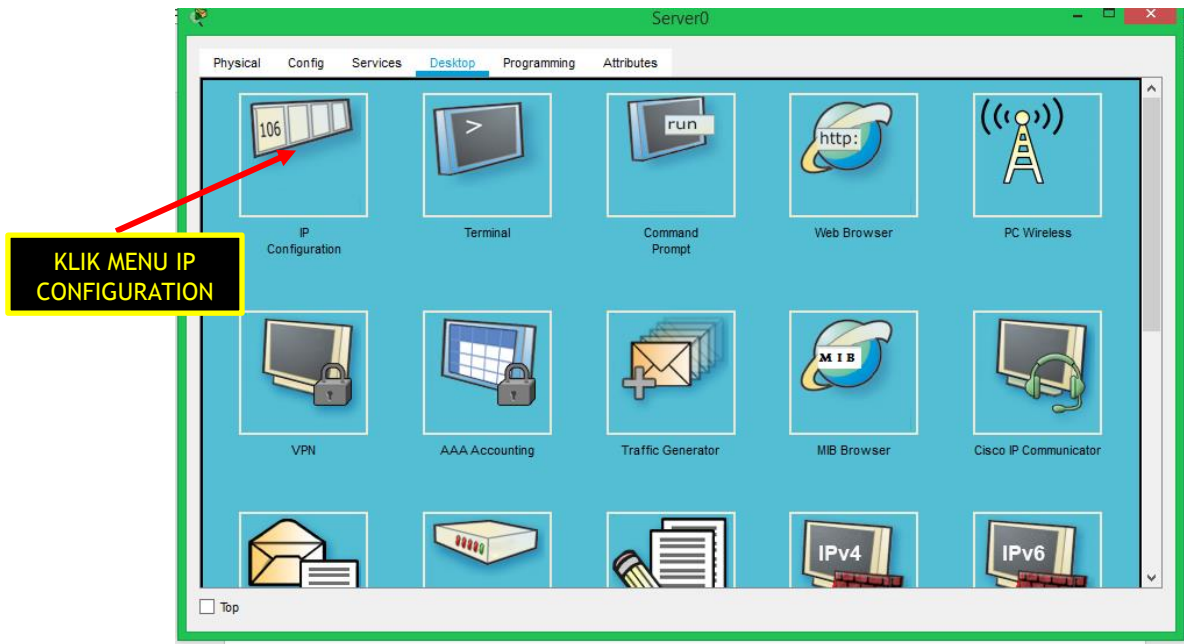 Server0
Physical Config Services Desktop Programming Attributes
106
>
run
http:
IP
Configuration
Terminal
Command
Prompt
Web Browser
PC Wireless
KLIK MENU IP
CONFIGURATION
MIB
VPN
AAA Accounting
Traffic Generator
MIB Browser
Cisco IP Communicator
IPv4
IPv6
Top